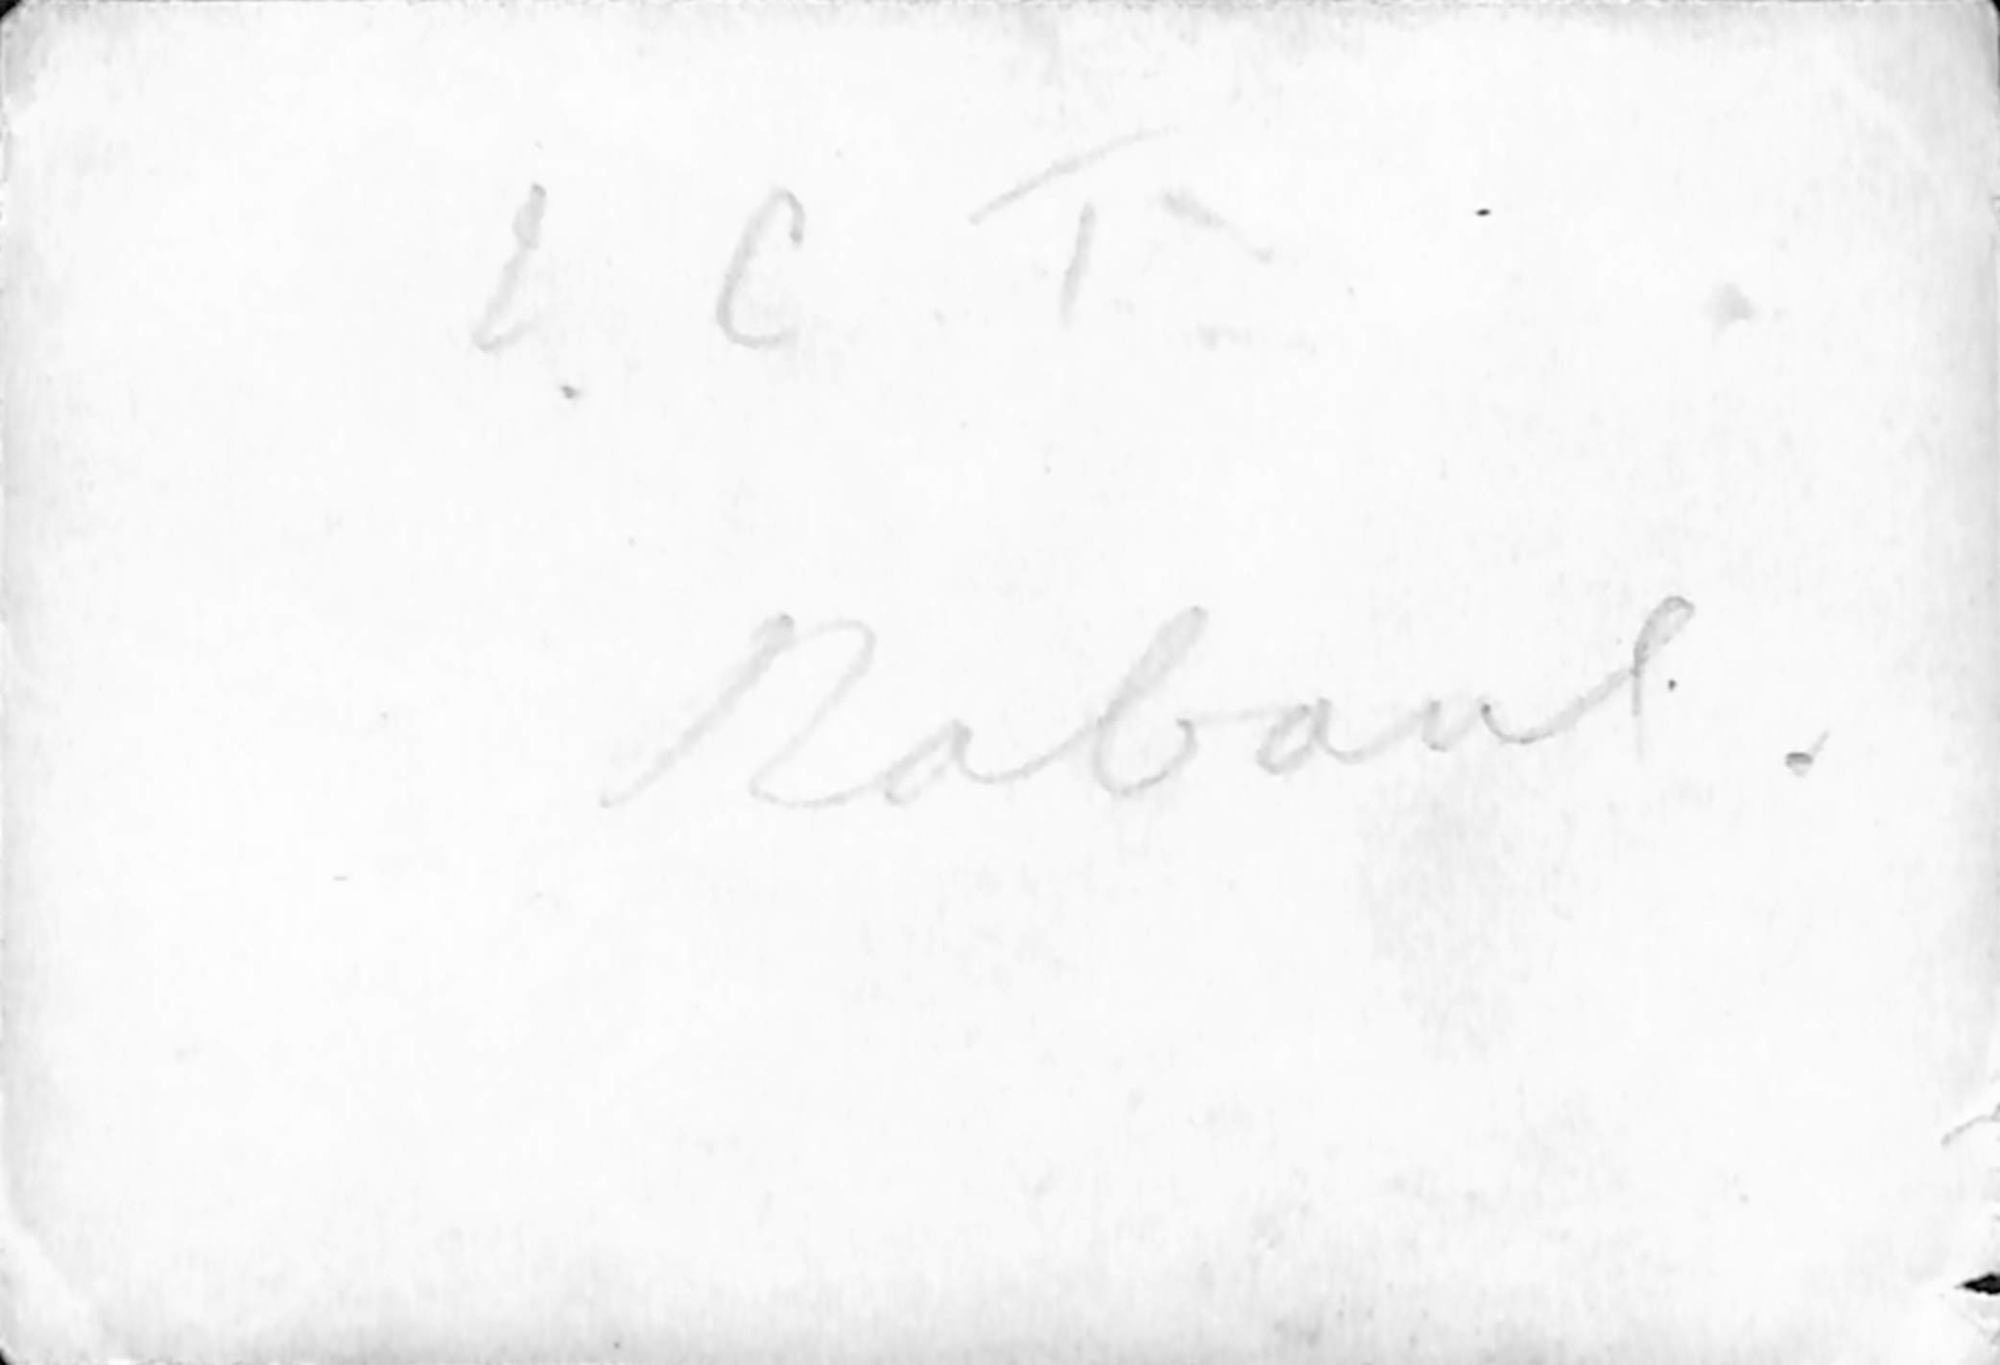 I. C T
Rabaul.